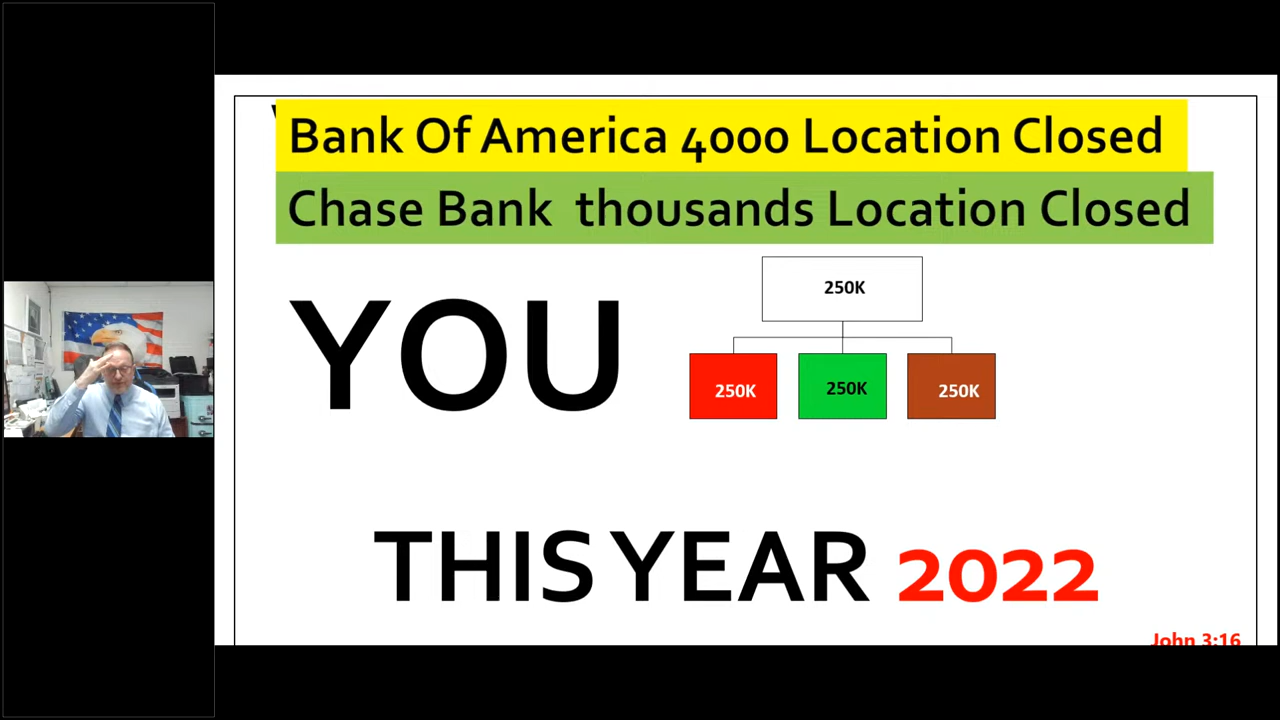 Bank Of America 4000 Location Closed
Chase Bank thousands Location Closed
YOU
250K
250K 250K 250K
THIS YEAR 2022
John 3:16